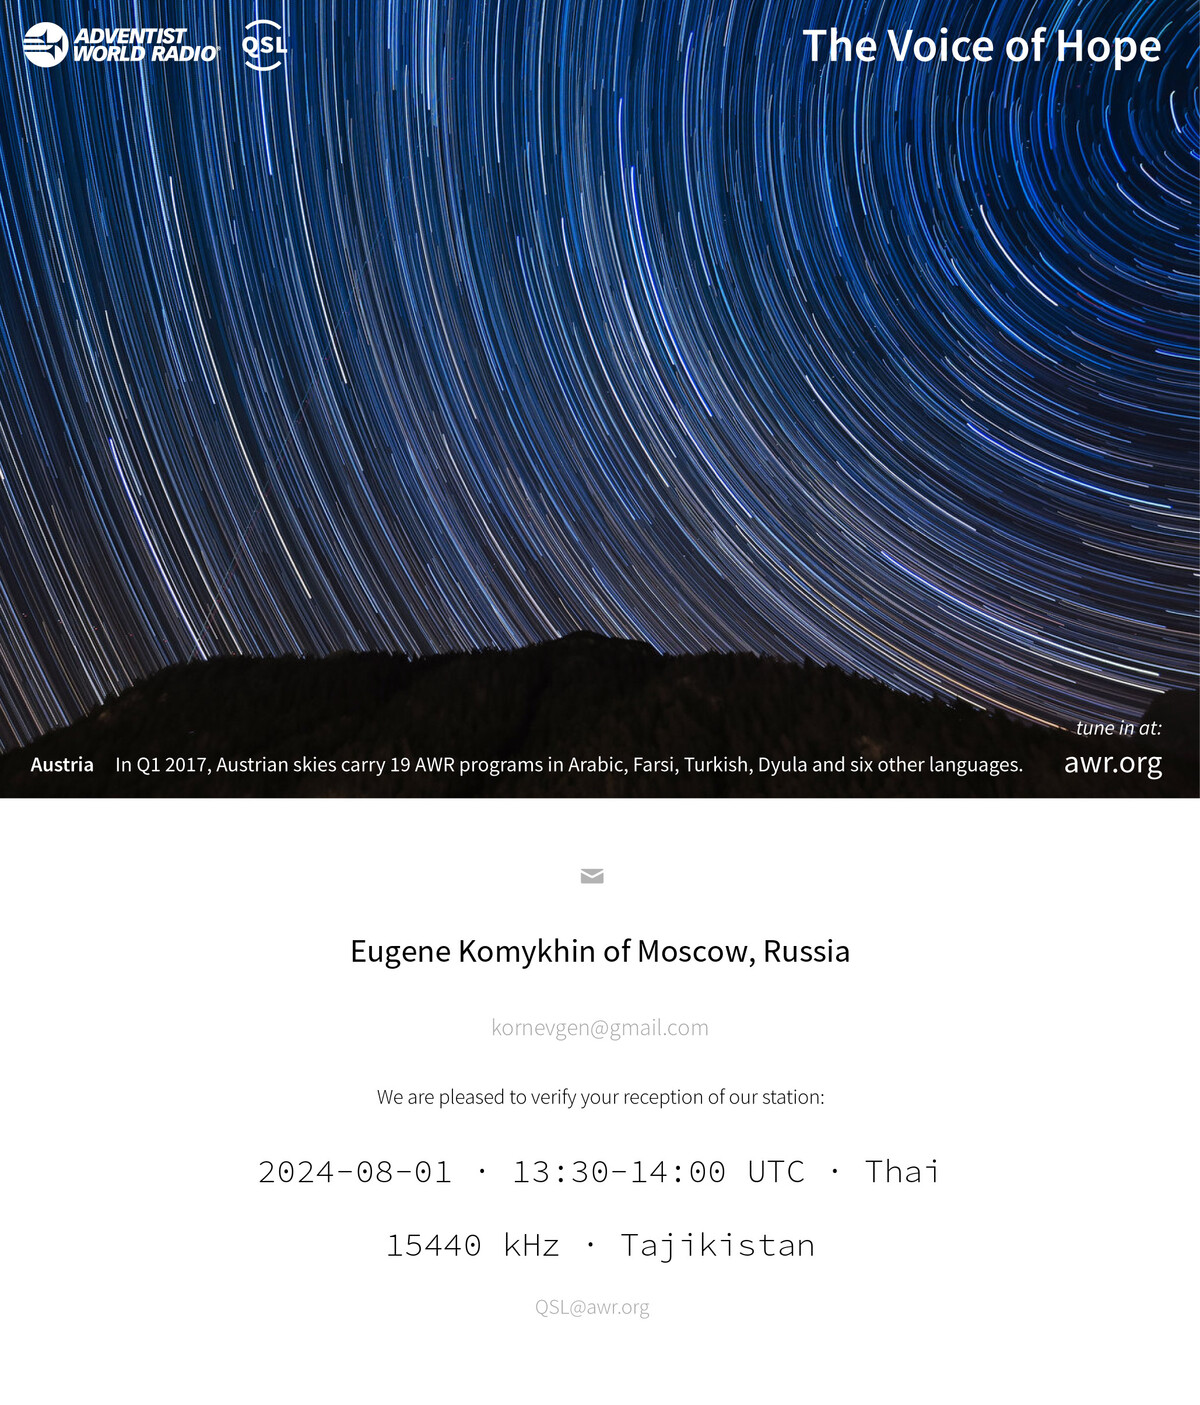 ADVENTIST
WORLD RADIO
QSL
The Voice of Hope
tune in at:
Austria In Q1 2017, Austrian skies carry 19 AWR programs in Arabic, Farsi, Turkish, Dyula and six other languages.
awr.org
Eugene Komykhin of Moscow, Russia
kornevgen@gmail.com
We are pleased to verify your reception of our station:
2024-08-01 · 13:30-14:00 UTC · Thai
15440 kHz · Tajikistan
QSL@awr.org